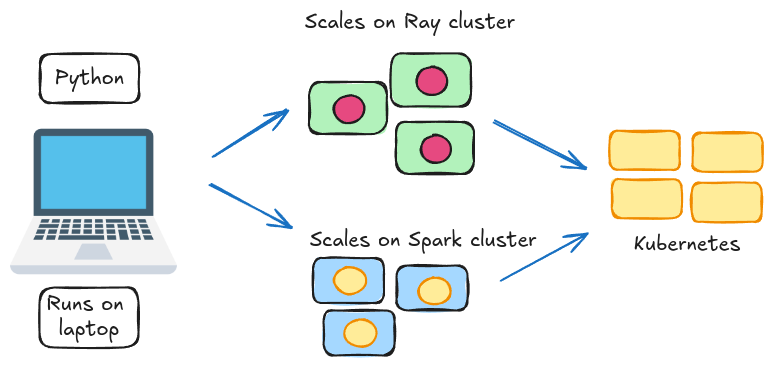 Scales on Ray cluster
Python
Scales on Spark cluster
Kubernetes
Runs on
laptop